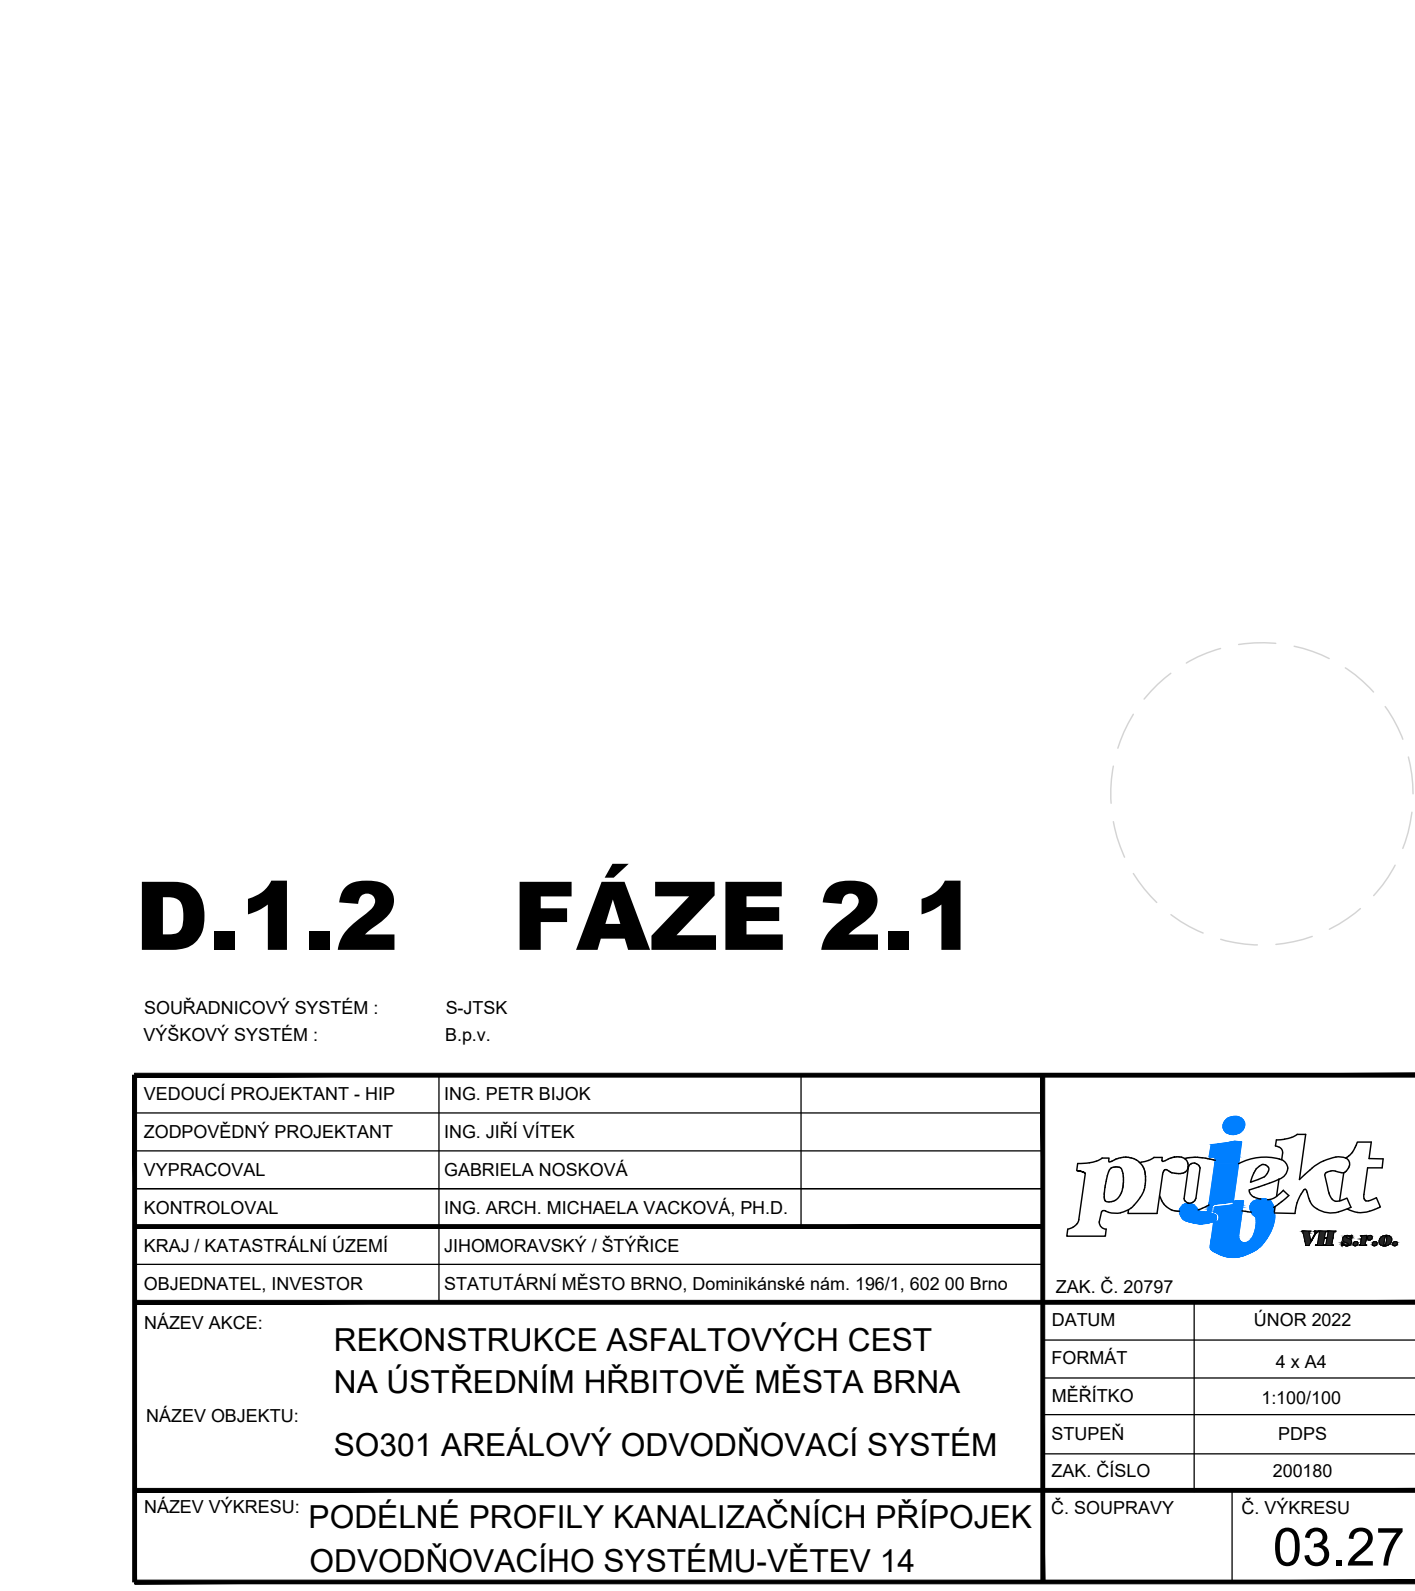 D.1.2 FÁZE 2.1
SOUŘADNICOVÝ SYSTÉM : S-JTSK
VÝŠKOVÝ SYSTÉM : B.p.v.
VEDOUCÍ PROJEKTANT - HIP ING. PETR BIJOK
ZODPOVĚDNÝ PROJEKTANT ING. JIŘÍ VÍTEK
VYPRACOVAL GABRIELA NOSKOVÁ
KONTROLOVAL ING. ARCH. MICHAELA VACKOVÁ, PH.D.
KRAJ / KATASTRÁLNÍ ÚZEMÍ JIHOMORAVSKÝ / ŠTÝŘICE
OBJEDNATEL, INVESTOR STATUTÁRNÍ MĚSTO BRNO, Dominikánské nám. 196/1, 602 00 Brno
projekt
VH s.r.o.
ZAK. Č. 20797
NÁZEV AKCE:
REKONSTRUKCE ASFALTOVÝCH CEST
NA ÚSTŘEDNÍM HŘBITOVĚ MĚSTA BRNA
NÁZEV OBJEKTU:
SO301 AREÁLOVÝ ODVODŇOVACÍ SYSTÉM
DATUM ÚNOR 2022
FORMÁT 4 x A4
MĚŘÍTKO 1:100/100
STUPEŇ PDPS
ZAK. ČÍSLO 200180
NÁZEV VÝKRESU: PODÉLNÉ PROFILY KANALIZAČNÍCH PŘÍPOJEK
ODVODŇOVACÍHO SYSTÉMU-VĚTEV 14
Č. SOUPRAVY
Č. VÝKRESU
03.27